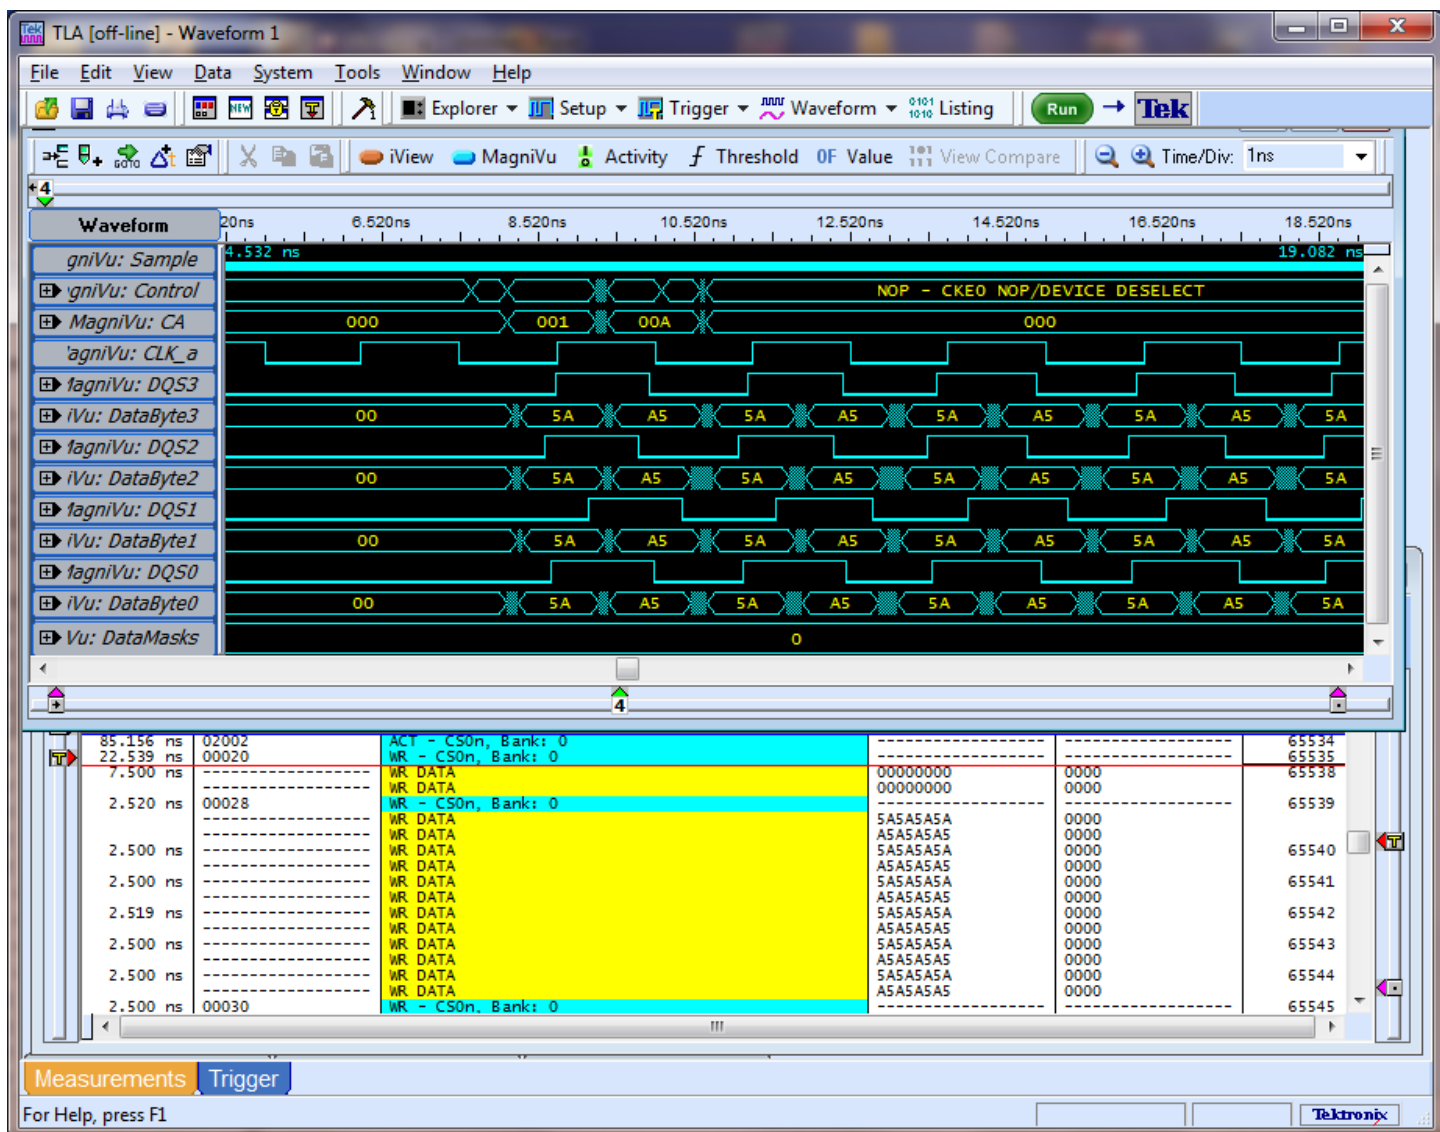 TLA [off-line] - Waveform 1
File Edit View Data System Tools Window Help
Explorer Setup Trigger Waveform Listing Run Tek
iView MagniVu Activity Threshold 0F Value View Compare Time/Div: 1ns
4
Waveform 20ns 6.520ns 8.520ns 10.520ns 12.520ns 14.520ns 16.520ns 18.520ns
gniVu: Sample 4.532 ns 19.082 ns
gniVu: Control NOP - CKE0 NOP/DEVICE DESELECT
MagniVu: CA 000 001 00A 000
agniVu: CLK_a
agniVu: DQS3
iVu: DataByte3 00 5A A5 5A A5 5A A5 5A A5 5A
agniVu: DQS2
iVu: DataByte2 00 5A A5 5A A5 5A A5 5A A5 5A
agniVu: DQS1
iVu: DataByte1 00 5A A5 5A A5 5A A5 5A A5 5A
agniVu: DQS0
iVu: DataByte0 00 5A A5 5A A5 5A A5 5A A5 5A
Vu: DataMasks 0
4
85.156 ns 02002 ACT - CS0n, Bank: 0 ------------------ ------------------ 65534
22.539 ns 00020 WR - CS0n, Bank: 0 ------------------ ------------------ 65535
7.500 ns ------------------ WR DATA 00000000 0000 65538
------------------ WR DATA 00000000 0000
2.520 ns 00028 WR - CS0n, Bank: 0 ------------------ ------------------ 65539
------------------ WR DATA 5A5A5A5A 0000
------------------ WR DATA A5A5A5A5 0000
2.500 ns ------------------ WR DATA 5A5A5A5A 0000 65540
------------------ WR DATA A5A5A5A5 0000
2.500 ns ------------------ WR DATA 5A5A5A5A 0000 65541
------------------ WR DATA A5A5A5A5 0000
2.519 ns ------------------ WR DATA 5A5A5A5A 0000 65542
------------------ WR DATA A5A5A5A5 0000
2.500 ns ------------------ WR DATA 5A5A5A5A 0000 65543
------------------ WR DATA A5A5A5A5 0000
2.500 ns ------------------ WR DATA 5A5A5A5A 0000 65544
------------------ WR DATA A5A5A5A5 0000
2.500 ns 00030 WR - CS0n, Bank: 0 ------------------ ------------------ 65545
Measurements Trigger
For Help, press F1 Tektronix